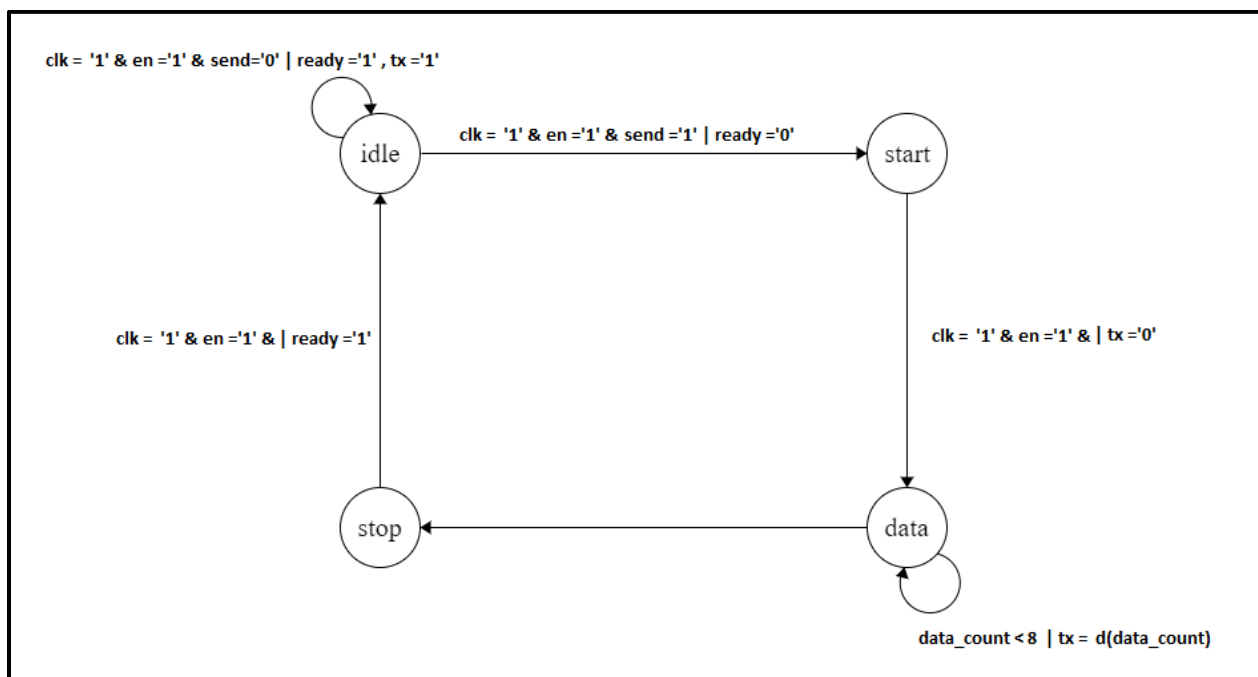 clk = '1' & en ='1' & send='0' | ready ='1' , tx ='1'
clk = '1' & en ='1' & send ='1' | ready ='0'
idle
start
clk = '1' & en ='1' & | ready ='1'
clk = '1' & en ='1' & | tx ='0'
stop
data
data_count < 8 | tx = d(data_count)